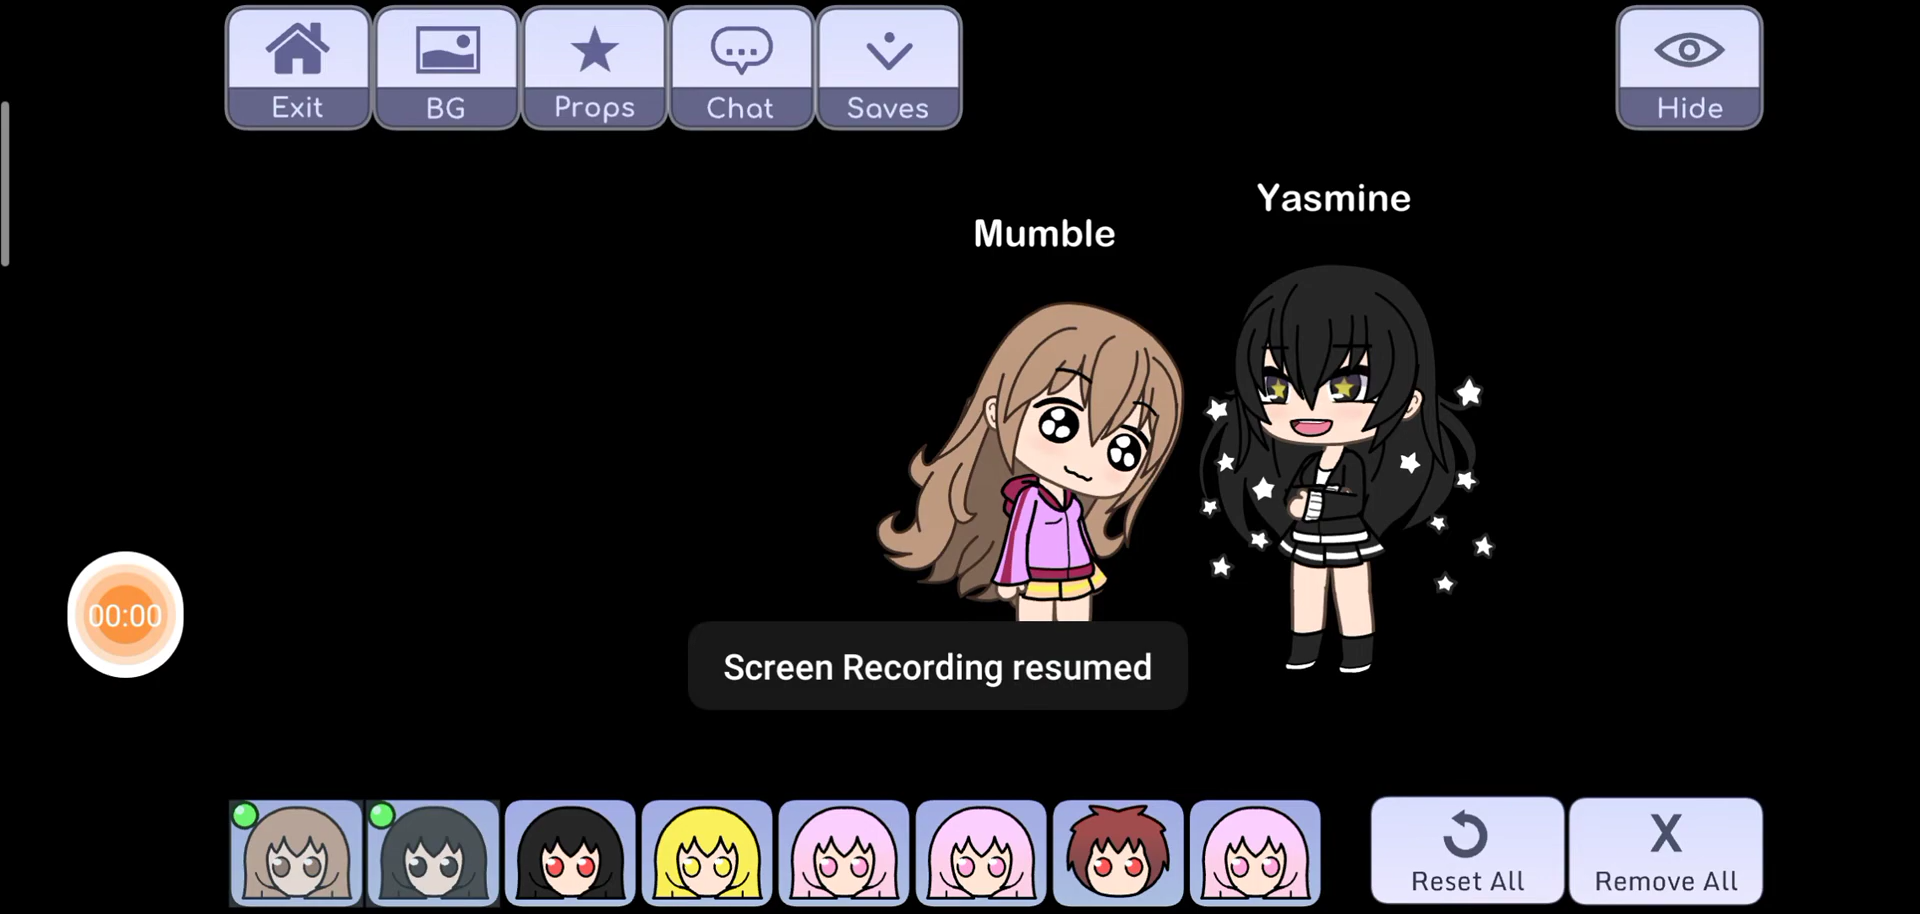 Exit
BG
Props
Chat
Saves
Hide
Yasmine
Mumble
00:00
Screen Recording resumed
Reset All
X
Remove All